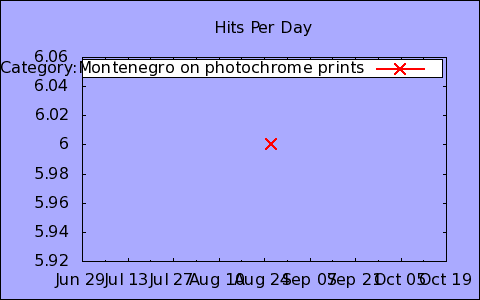 Hits Per Day
6.06
Category:Montenegro on photochrome prints
6.04
6.02
6
5.98
5.96
5.94
5.92
Jun 29 Jul 13 Jul 27 Aug 10 Aug 24 Sep 07 Sep 21 Oct 05 Oct 19